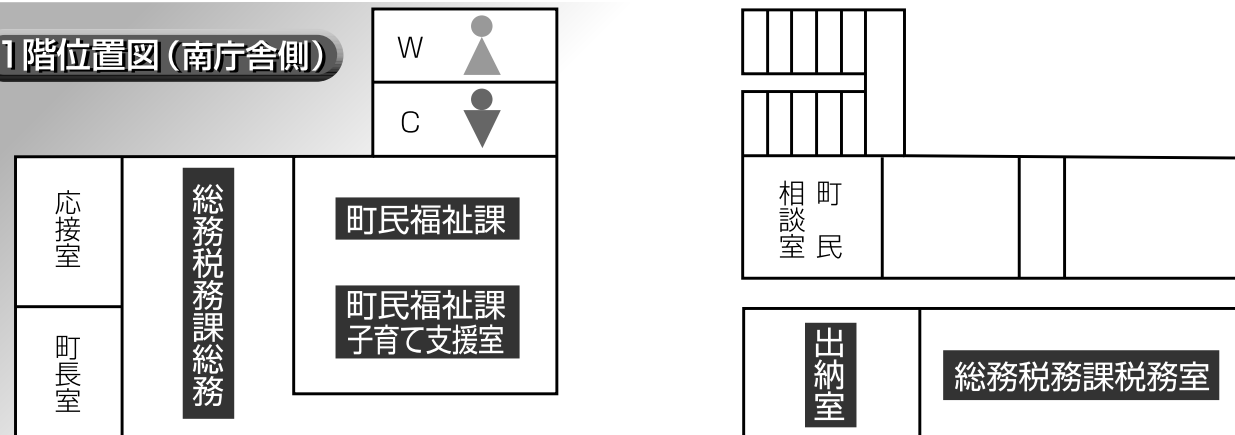 1階位置図(南庁舎側)
W
C
応接室
総務税務課総務
町民福祉課
町民福祉課
子育て支援室
町長室
町民
相談室
出納室
総務税務課税務室